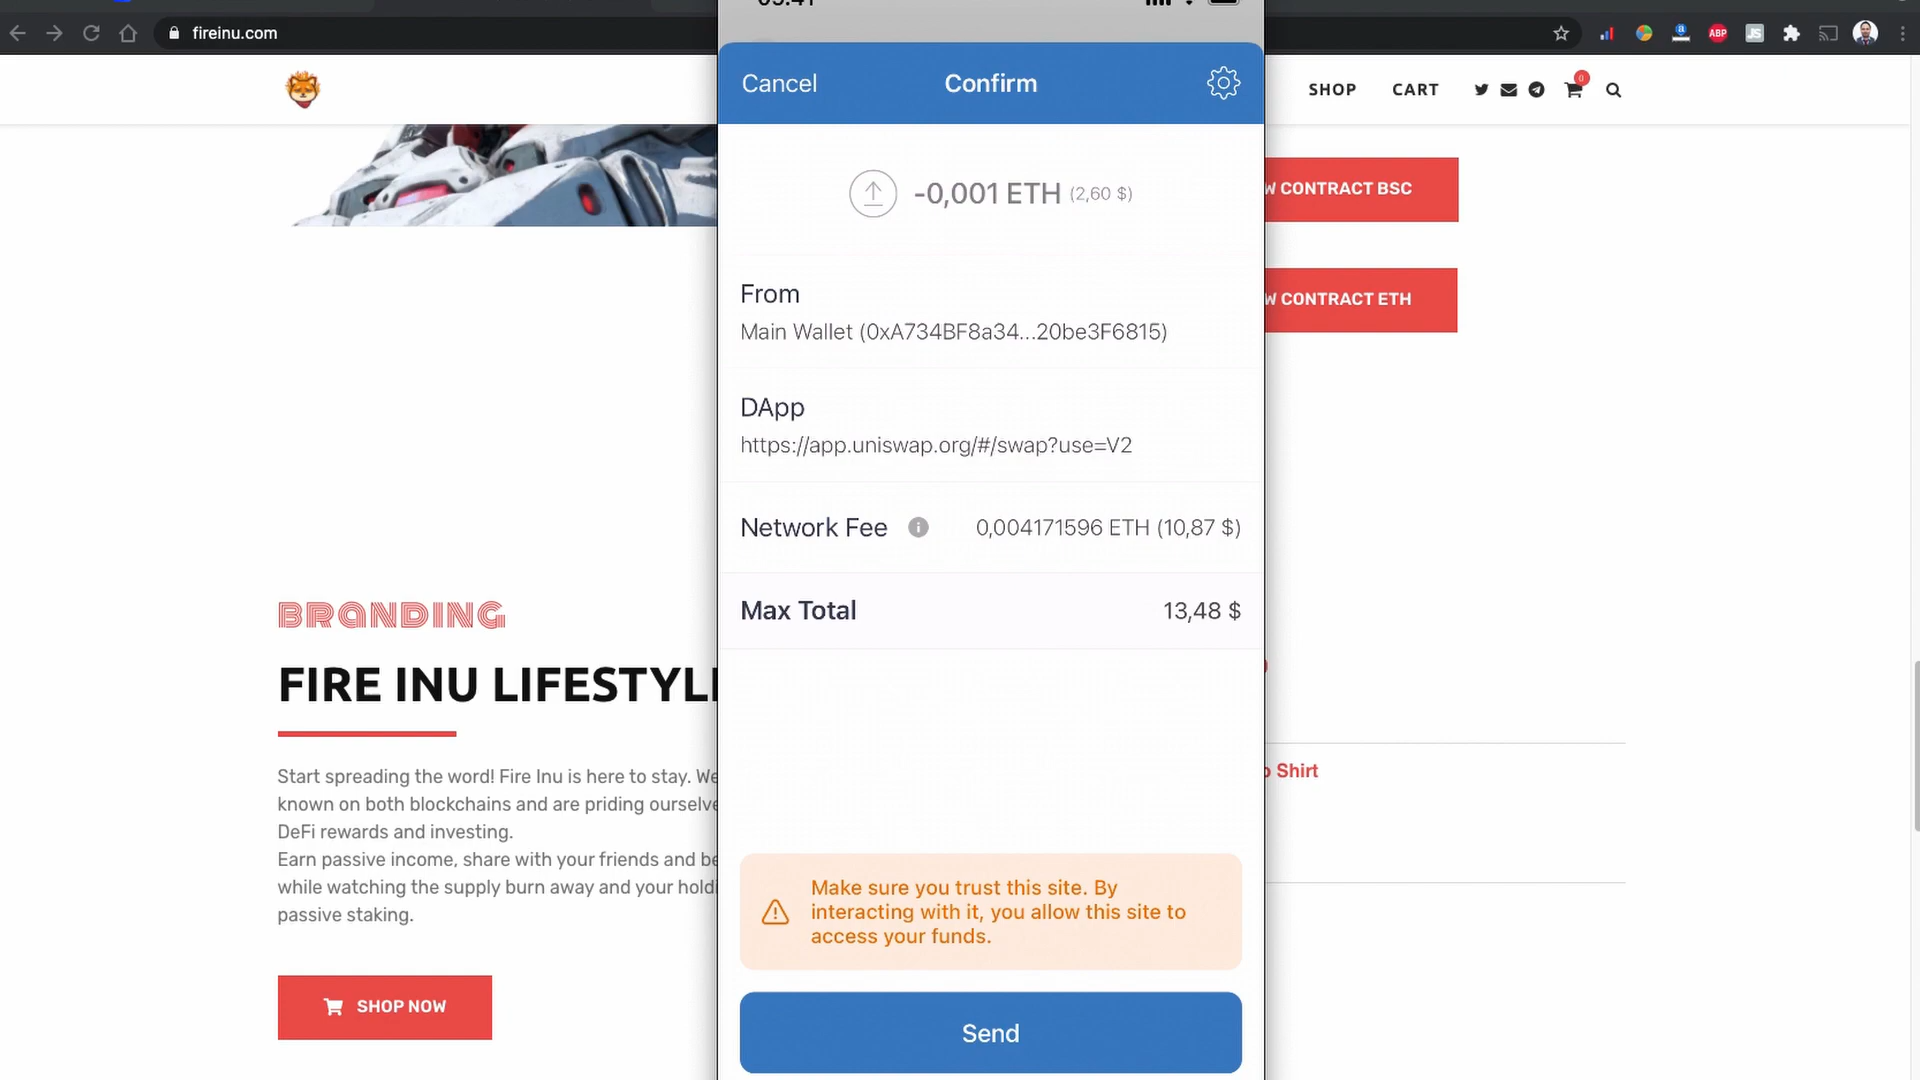 fireinu.com
ABP
JS
SHOP
CART
0
Cancel
Confirm
-0,001 ETH (2,60 $)
From
Main Wallet (0xA734BF8a34...20be3F6815)
DApp
https://app.uniswap.org/#/swap?use=V2
Network Fee
0,004171596 ETH (10,87 $)
Max Total
13,48 $
Make sure you trust this site. By
interacting with it, you allow this site to
access your funds.
Send
CONTRACT BSC
CONTRACT ETH
BRANDING
FIRE INU LIFESTYL
Start spreading the word! Fire Inu is here to stay. We
known on both blockchains and are priding
DeFi rewards and investing.
Earn passive income, share with your friends and
while watching the supply burn away and your
passive staking.
SHOP NOW
Shirt